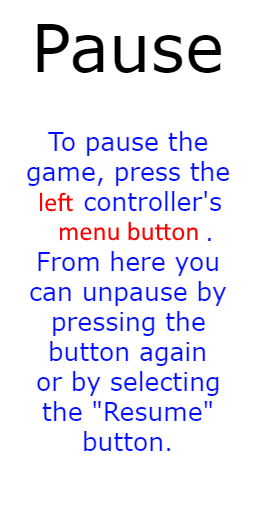 Pause
To pause the
game, press the
left controller's
menu button .
From here you
can unpause by
pressing the
button again
or by selecting
the "Resume"
button.